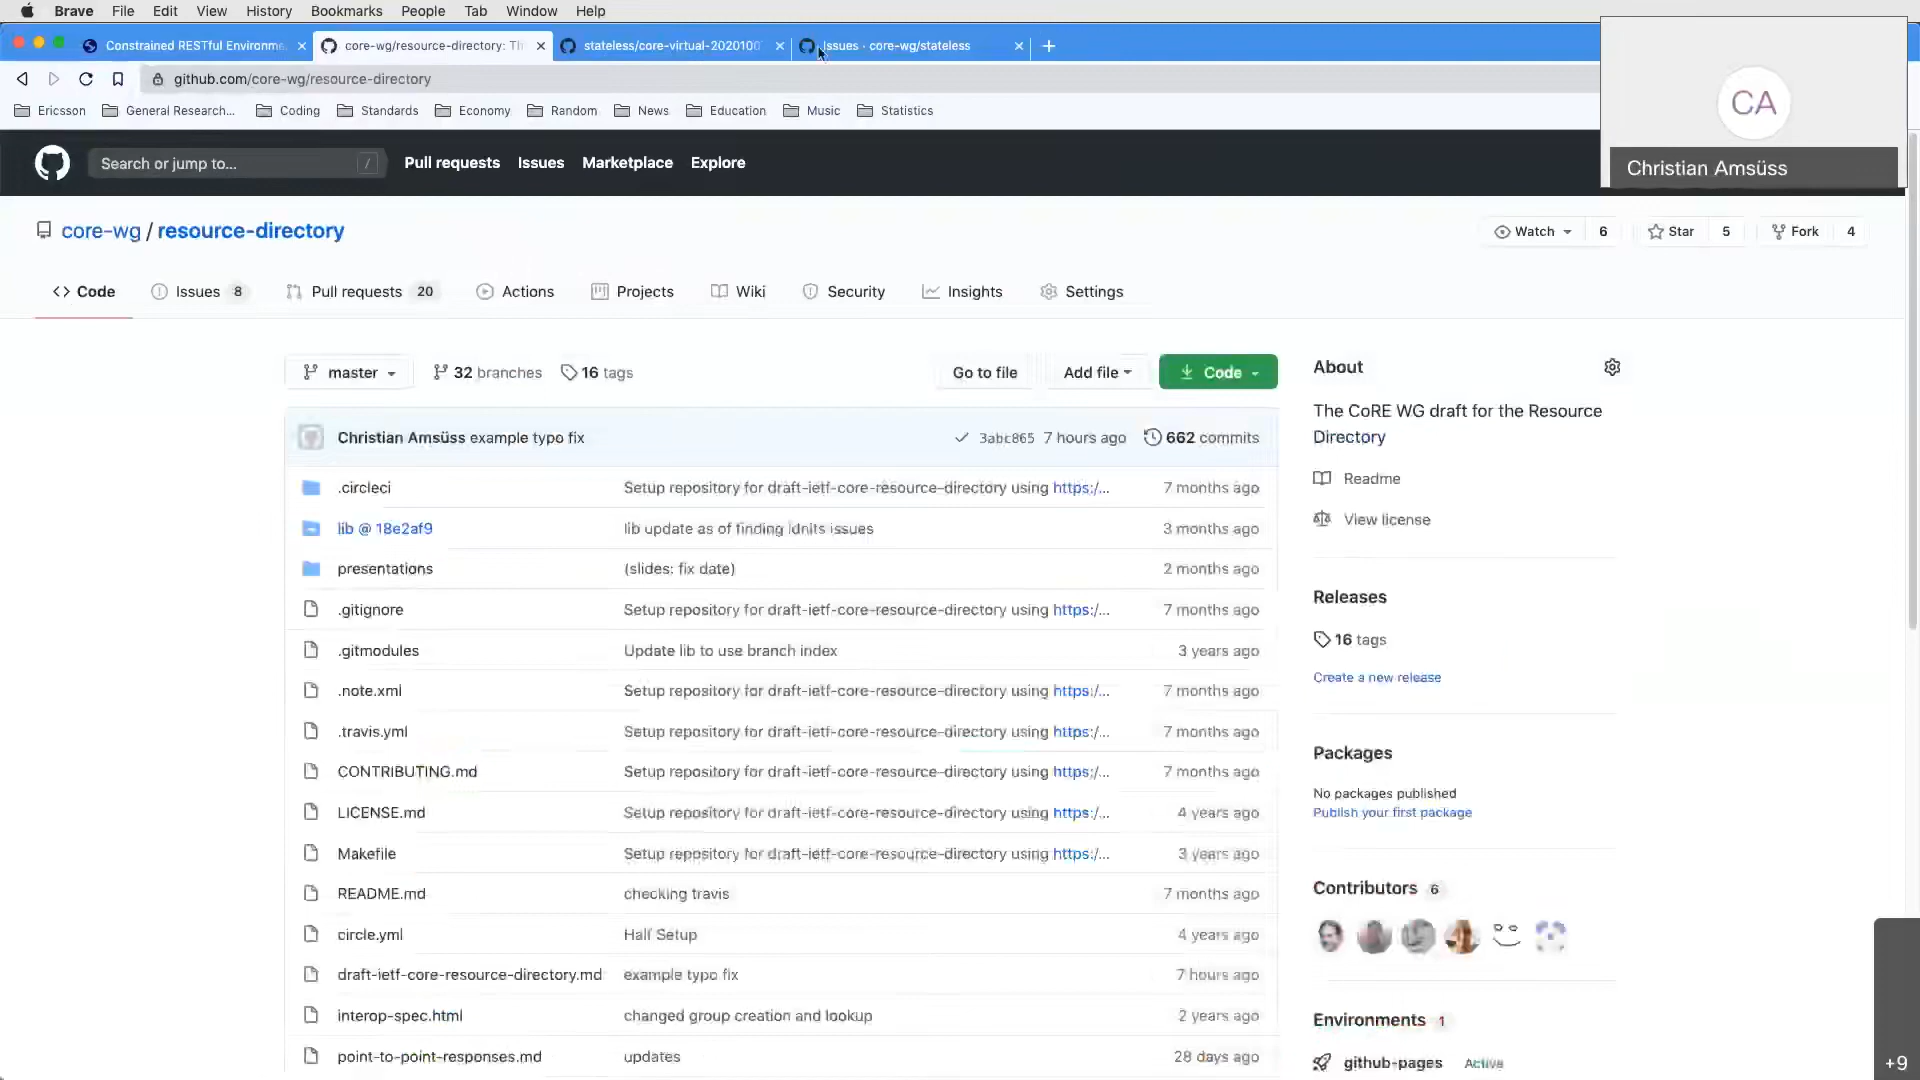 Brave File Edit View History Bookmarks People Tab Window Help
Constrained RESTful Environme core-wg/resource-directory: Th stateless/core-virtual-2020100 Issues · core-wg/stateless
github.com/core-wg/resource-directory
Ericsson General Research... Coding Standards Economy Random News Education Music Statistics
CA
Christian Amsüss
Search or jump to... / Pull requests Issues Marketplace Explore
core-wg / resource-directory
Watch 6 Star 5 Fork 4
<> Code Issues 8 Pull requests 20 Actions Projects Wiki Security Insights Settings
master 32 branches 16 tags Go to file Add file Code
Christian Amsüss example typo fix 3abc865 7 hours ago 662 commits
.circleci Setup repository for draft-ietf-core-resource-directory using https:/... 7 months ago
lib @ 18e2af9 lib update as of finding idnits issues 3 months ago
presentations (slides: fix date) 2 months ago
.gitignore Setup repository for draft-ietf-core-resource-directory using https:/... 7 months ago
.gitmodules Update lib to use branch index 3 years ago
.note.xml Setup repository for draft-ietf-core-resource-directory using https:/... 7 months ago
.travis.yml Setup repository for draft-ietf-core-resource-directory using https:/... 7 months ago
CONTRIBUTING.md Setup repository for draft-ietf-core-resource-directory using https:/... 7 months ago
LICENSE.md Setup repository for draft-ietf-core-resource-directory using https:/... 4 years ago
Makefile Setup repository for draft-ietf-core-resource-directory using https:/... 3 years ago
README.md checking travis 7 months ago
circle.yml Half Setup 4 years ago
draft-ietf-core-resource-directory.md example typo fix 7 hours ago
interop-spec.html changed group creation and lookup 2 years ago
point-to-point-responses.md updates 28 days ago
About
The CoRE WG draft for the Resource
Directory
Readme
View license
Releases
16 tags
Create a new release
Packages
No packages published
Publish your first package
Contributors 6
Environments 1
github-pages Active
+9